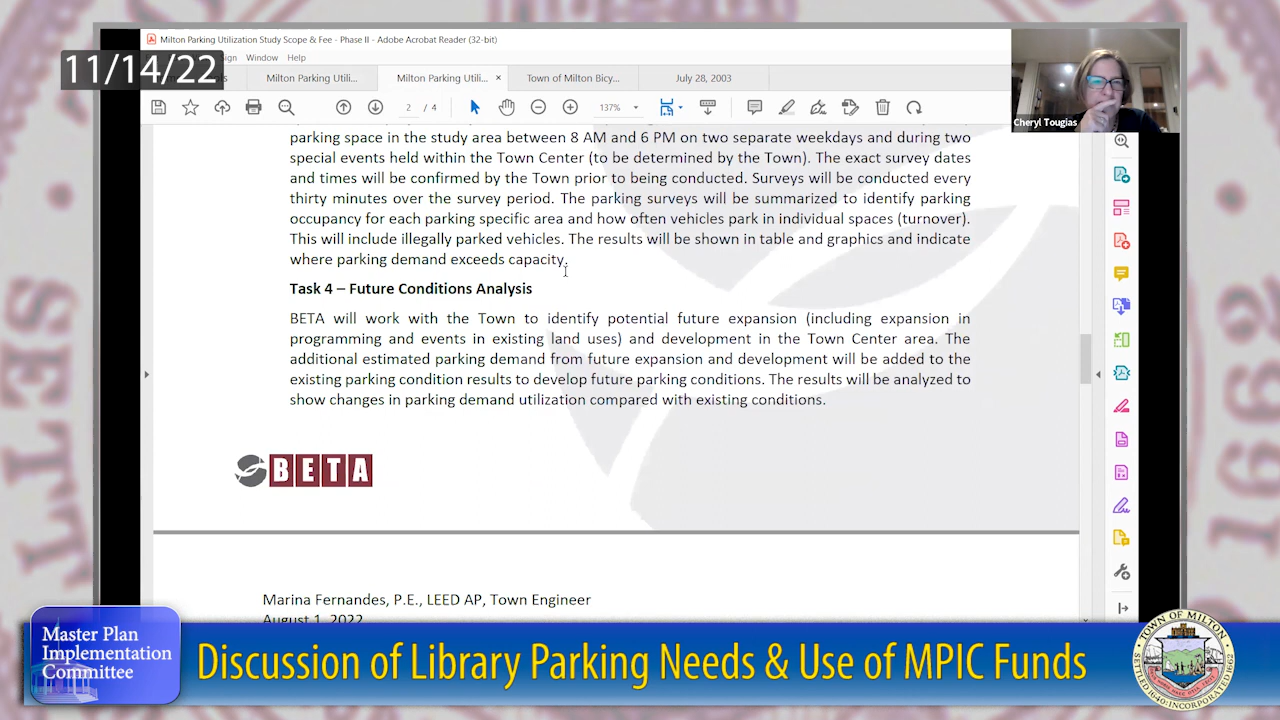 Milton Parking Utilization Study Scope & Fee - Phase II - Adobe Acrobat Reader (32-bit)
11/14/22
Window Help
Milton Parking Utili...
Milton Parking Utili...
Town of Milton Bicy...
July 28, 2003
2 / 4
137%
Cheryl Tougias
parking space in the study area between 8 AM and 6 PM on two separate weekdays and during two
special events held within the Town Center (to be determined by the Town). The exact survey dates
and times will be confirmed by the Town prior to being conducted. Surveys will be conducted every
thirty minutes over the survey period. The parking surveys will be summarized to identify parking
occupancy for each parking specific area and how often vehicles park in individual spaces (turnover).
This will include illegally parked vehicles. The results will be shown in table and graphics and indicate
where parking demand exceeds capacity.
Task 4 – Future Conditions Analysis
BETA will work with the Town to identify potential future expansion (including expansion in
programming and events in existing land uses) and development in the Town Center area. The
additional estimated parking demand from future expansion and development will be added to the
existing parking condition results to develop future parking conditions. The results will be analyzed to
show changes in parking demand utilization compared with existing conditions.
BETA
Marina Fernandes, P.E., LEED AP, Town Engineer
August 1, 2022
Master Plan
Implementation
Committee
Discussion of Library Parking Needs & Use of MPIC Funds
TOWN OF MILTON